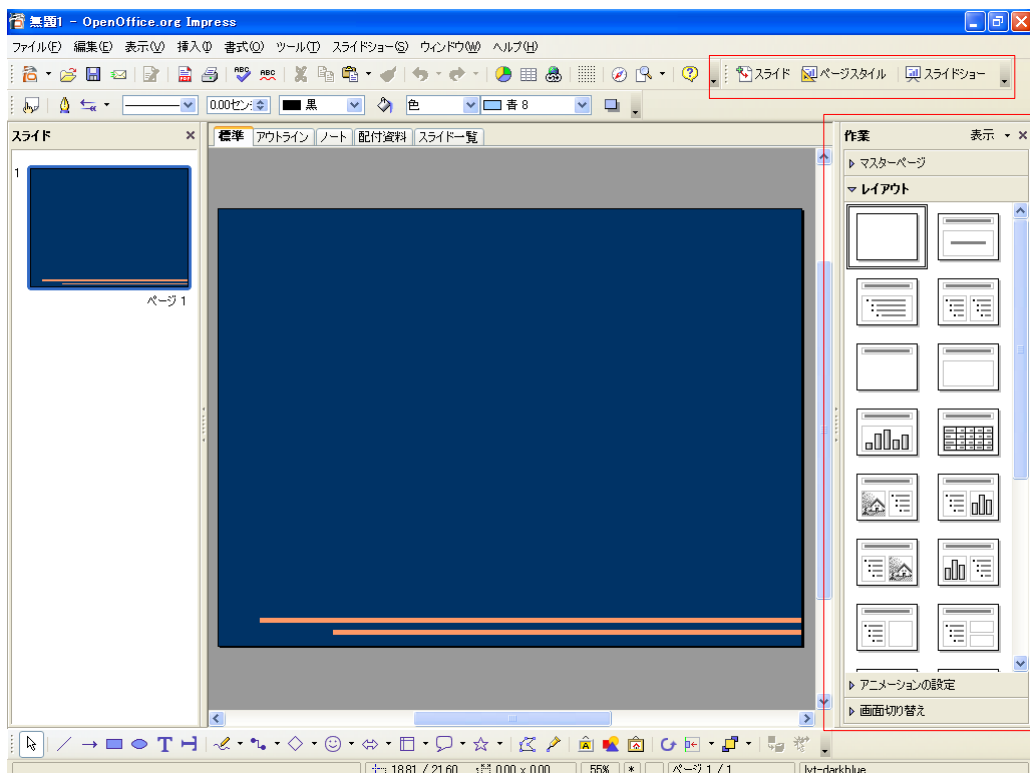 無題1 - OpenOffice.org Impress
ファイル(F) 編集(E) 表示(V) 挿入(I) 書式(O) ツール(T) スライドショー(S) ウィンドウ(W) ヘルプ(H)
ABC ABC スライド ページスタイル スライドショー
0.00セン 黒 色 青 8
スライド
標準 アウトライン ノート 配付資料 スライド一覧
作業 表示
マスターページ
レイアウト
1
ページ 1
アニメーションの設定
画面切り替え
18.81 / 21.60 0.00 x 0.00 55% * ページ 1 / 1 lyt-darkblue